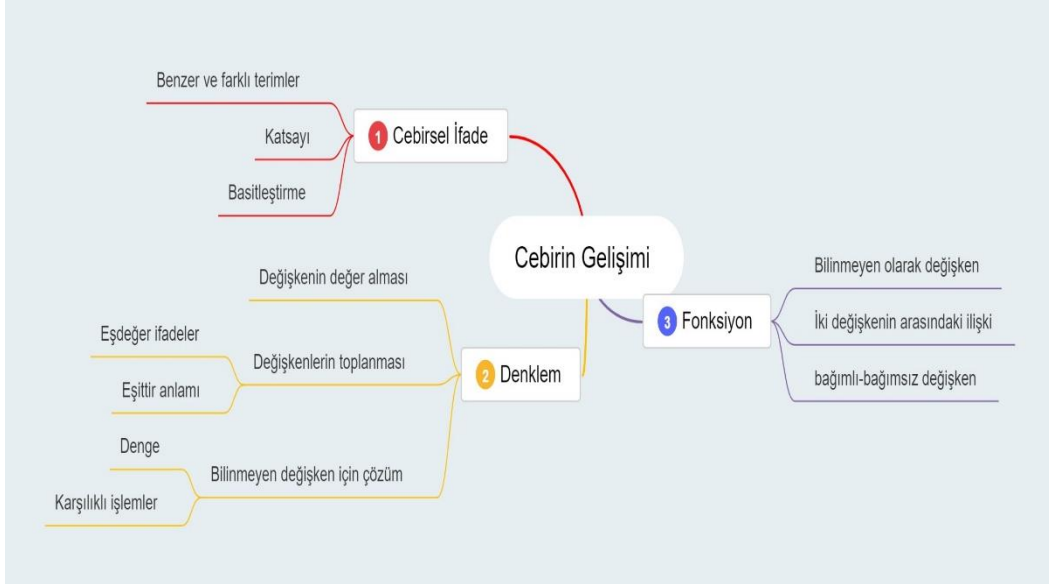 Cebirin Gelişimi
1 Cebirsel İfade
Benzer ve farklı terimler
Katsayı
Basitleştirme
2 Denklem
Değişkenin değer alması
Değişkenlerin toplanması
Eşdeğer ifadeler
Eşittir anlamı
Bilinmeyen değişken için çözüm
Denge
Karşılıklı işlemler
3 Fonksiyon
Bilinmeyen olarak değişken
İki değişkenin arasındaki ilişki
bağımlı-bağımsız değişken